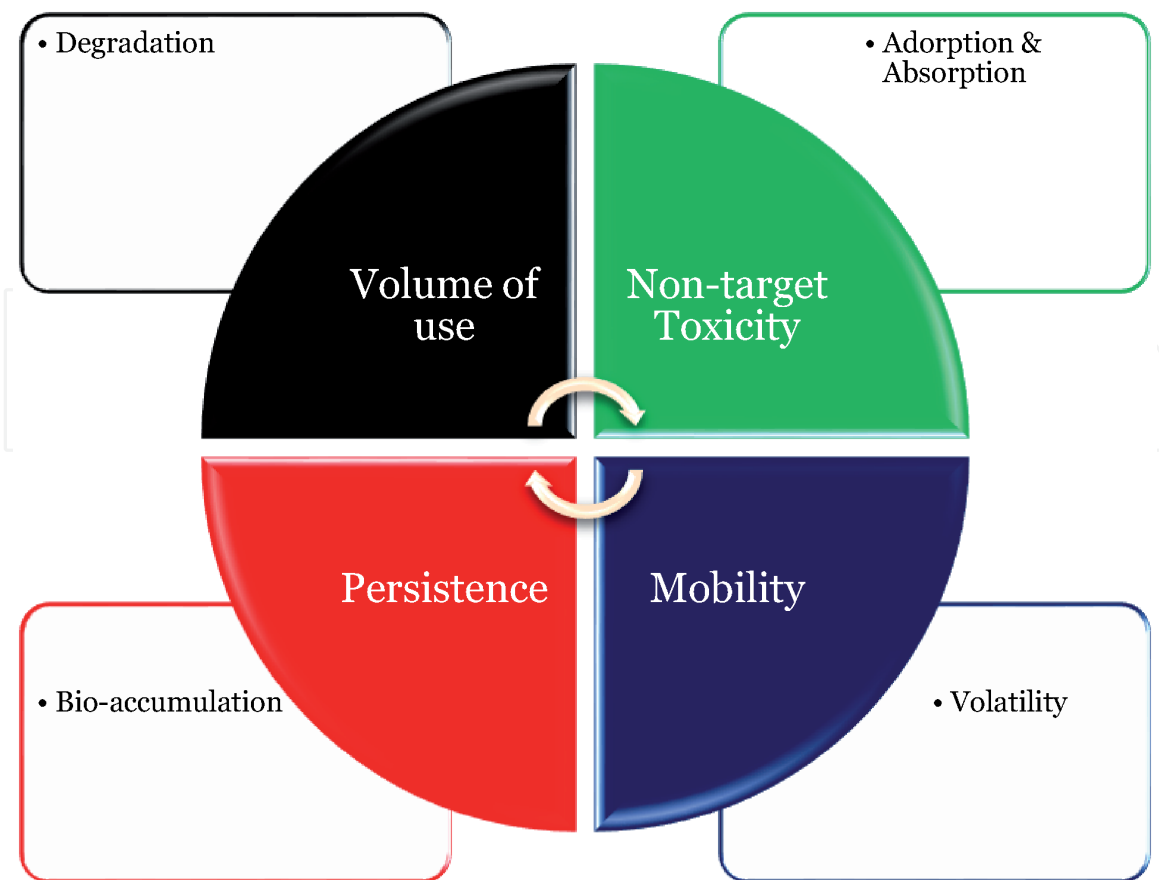 • Degradation
• Adorption &
Absorption
Volume of
use
Non-target
Toxicity
Persistence
Mobility
• Bio-accumulation
• Volatility